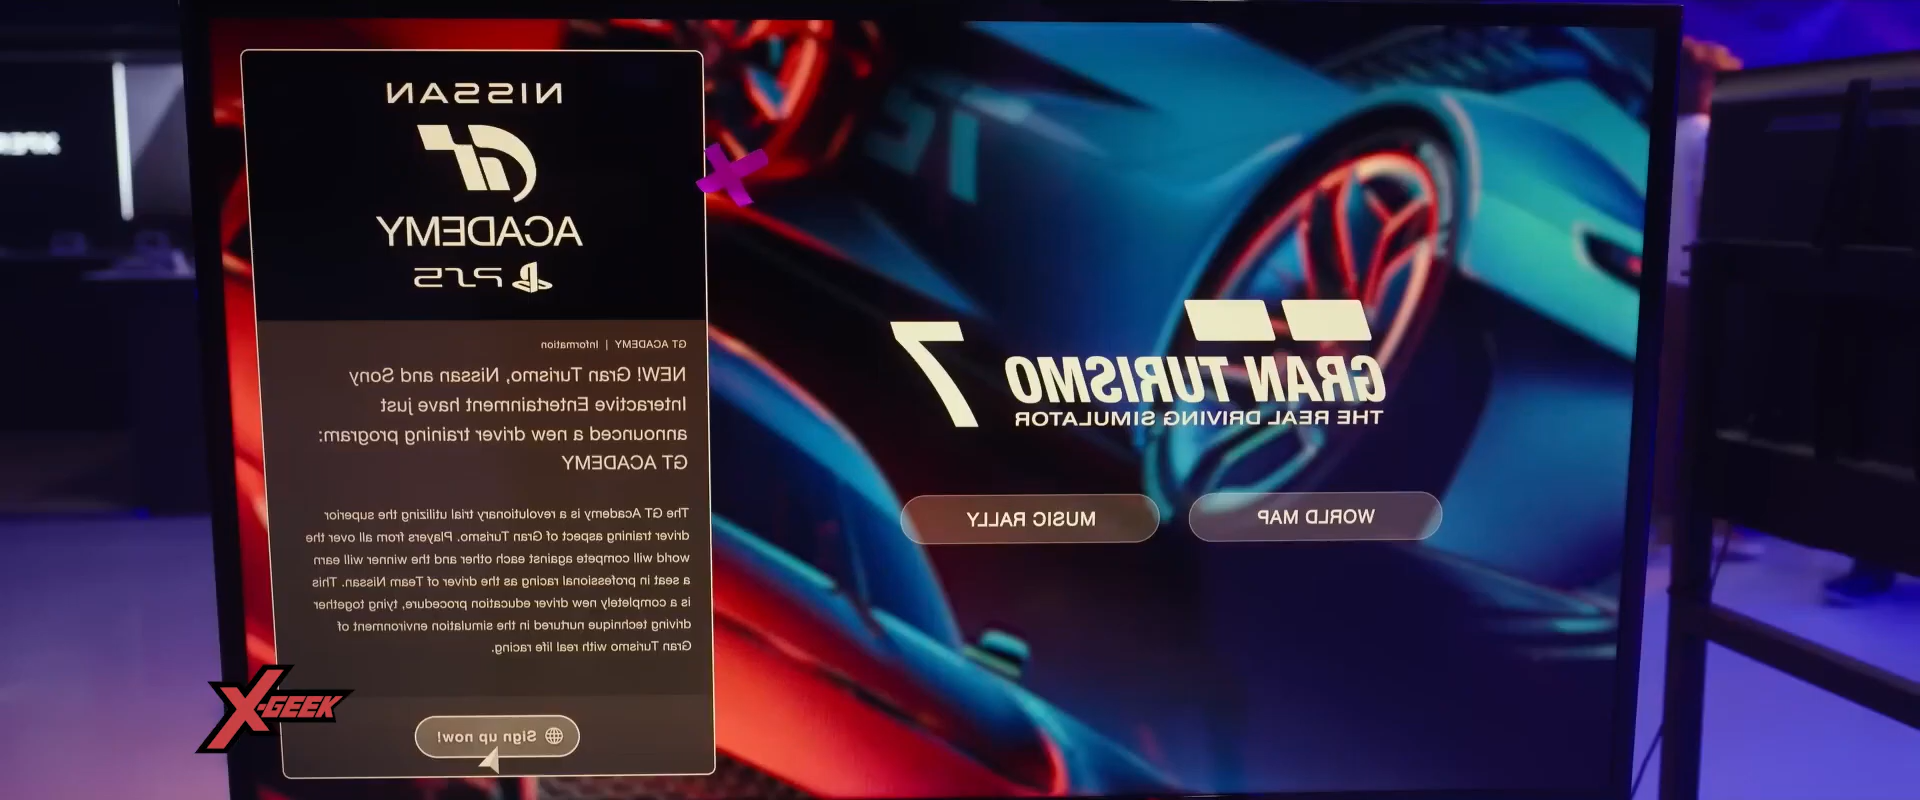 NISSAN
GT
ACADEMY
PS5
GT ACADEMY | Information
NEW! Gran Turismo, Nissan and Sony
Interactive Entertainment have just
announced a new driver training program:
GT ACADEMY
The GT Academy is a revolutionary trial utilizing the superior
driver training aspect of Gran Turismo. Players from all over the
world will compete against each other and the winner will earn
a seat in professional racing as the driver of Team Nissan. This
is a completely new driver education procedure, tying together
driving technique nurtured in the simulation environment of
Gran Turismo with real life racing.
Sign up now!
GRAN TURISMO 7
THE REAL DRIVING SIMULATOR
WORLD MAP
MUSIC RALLY
X-GEEK